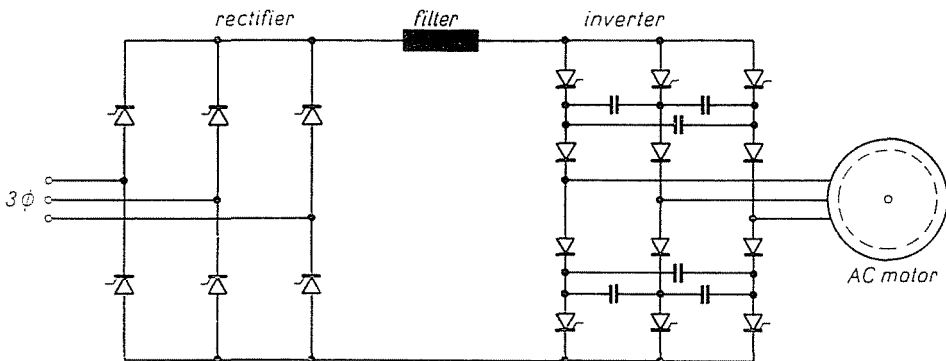 rectifier
filter
inverter
3ϕ
AC motor